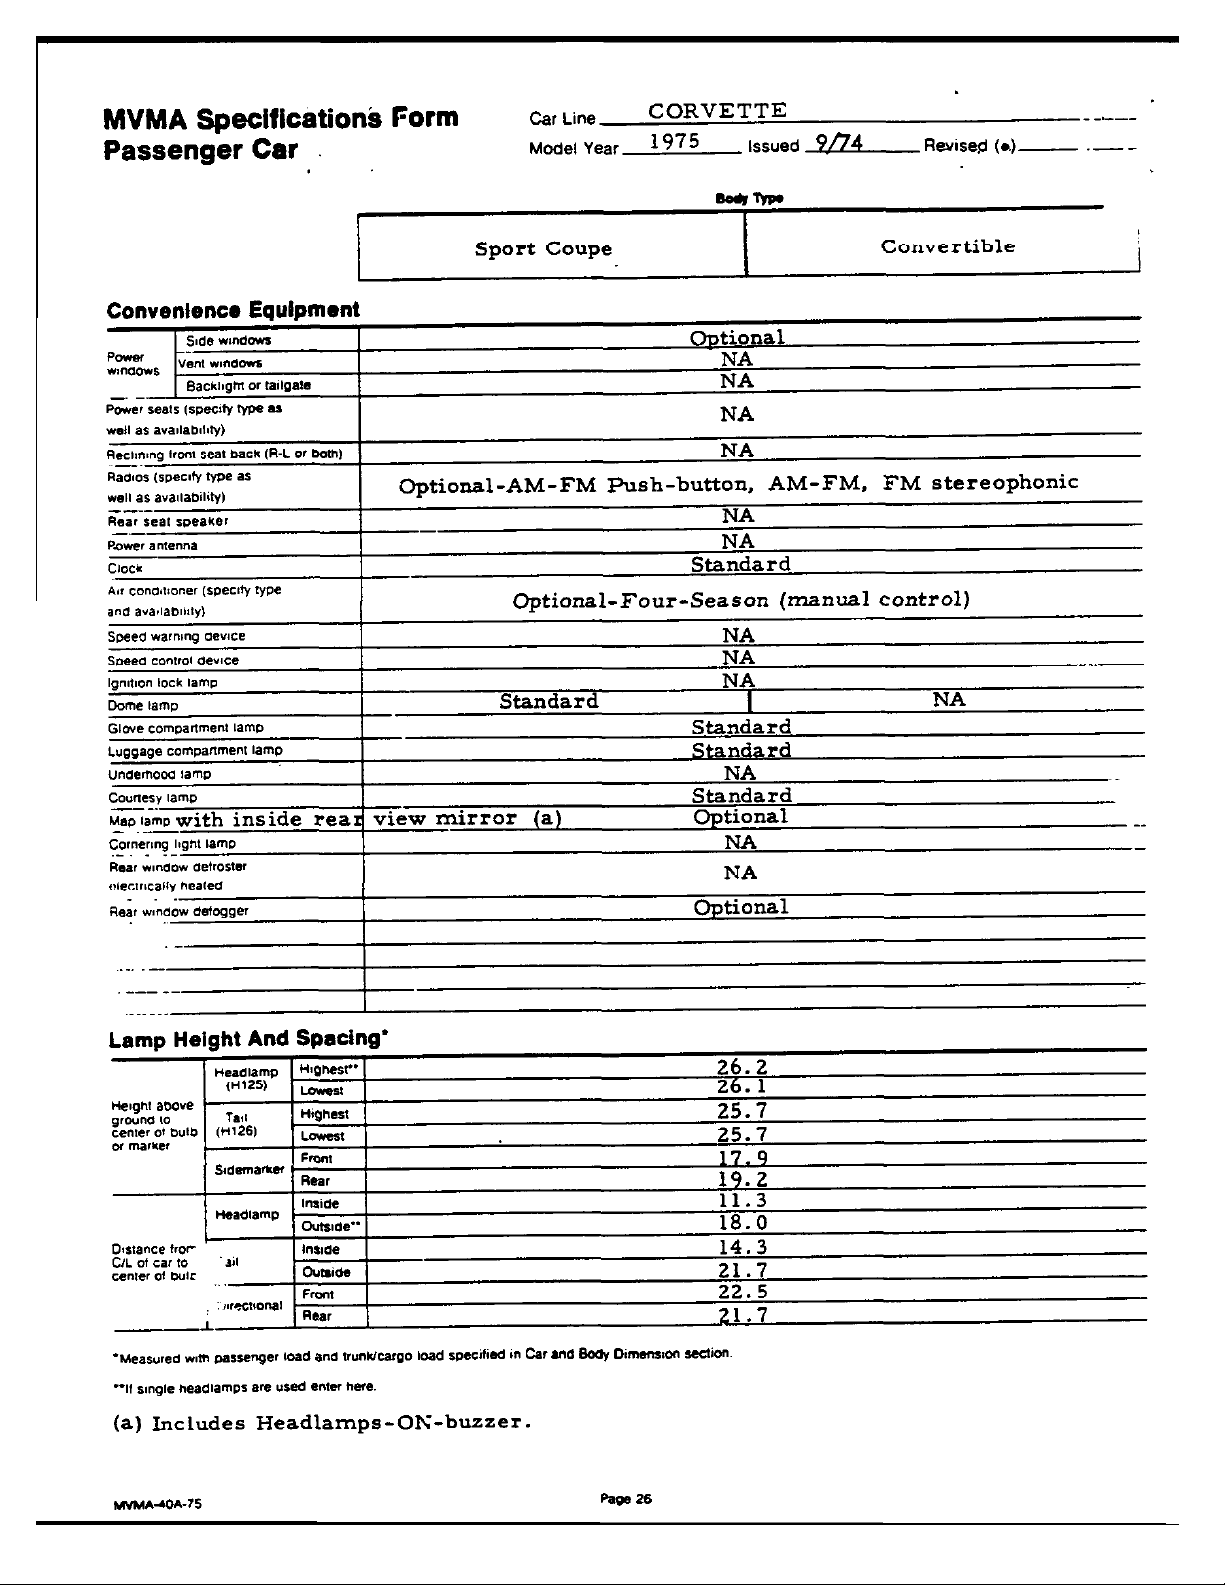 MVMA Specifications Form
Passenger Car
Car Line CORVETTE
Model Year 1975 Issued 9/74 Revised (•)
Body Type
Sport Coupe Convertible
Convenience Equipment
Power windows
Side windows Optional
Vent windows NA
Backlight or tailgate NA
Power seats (specify type as
well as availability) NA
Reclining front seat back (R-L or both) NA
Radios (specify type as
well as availability) Optional-AM-FM Push-button, AM-FM, FM stereophonic
Rear seat speaker NA
Power antenna NA
Clock Standard
Air conditioner (specify type
and availability) Optional-Four-Season (manual control)
Speed warning device NA
Speed control device NA
Ignition lock lamp NA
Dome lamp Standard NA
Glove compartment lamp Standard
Luggage compartment lamp Standard
Underhood lamp NA
Courtesy lamp Standard
Map lamp with inside rear view mirror (a) Optional
Cornering light lamp NA
Rear window defroster
electrically heated NA
Rear window defogger Optional
Lamp Height And Spacing*
Height above
ground to
center of bulb
or marker
Headlamp
(H125)
Highest** 26.2
Lowest 26.1
Tail
(H126)
Highest 25.7
Lowest 25.7
Sidemarker
Front 17.9
Rear 19.2
Distance from
C/L of car to
center of bulb
Headlamp
Inside 11.3
Outside** 18.0
Tail
Inside 14.3
Outside 21.7
Directional
Front 22.5
Rear 21.7
*Measured with passenger load and trunk/cargo load specified in Car and Body Dimension section.
**If single headlamps are used enter here.
(a) Includes Headlamps-ON-buzzer.
MVMA-40A-75
Page 26